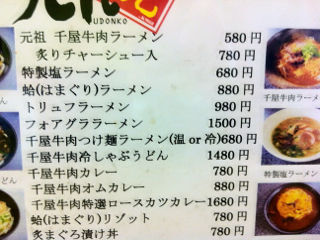 うどん
UDONKO
元祖 千屋牛肉ラーメン 580円
炙りチャーシュー入 780円
特製塩ラーメン 680円
蛤(はまぐり)ラーメン 880円
トリュフラーメン 980円
フォアグララーメン 1500円
千屋牛肉つけ麺ラーメン(温 or 冷)680円
千屋牛肉冷しゃぶうどん 1480円
千屋牛肉カレー 780円
千屋牛肉オムカレー 880円
千屋牛肉特選ロースカツカレー1680円
蛤(はまぐり)リゾット 780円
炙まぐろ漬け丼 780円
千屋牛肉ラーメン
特製塩ラーメン